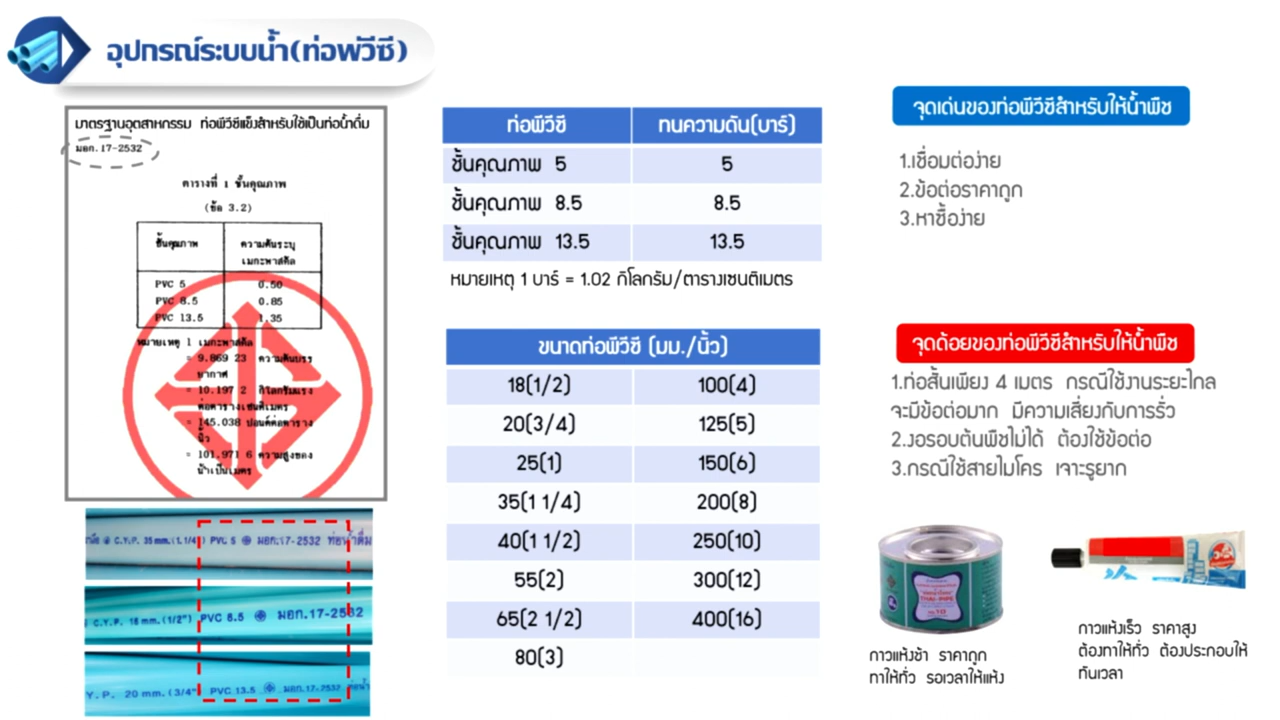 อุปกรณ์ระบบน้ำ(ท่อพีวีซี)
มาตรฐานอุตสาหกรรม ท่อพีวีซีแข็งสำหรับใช้เป็นท่อน้ำดื่ม
มอก.17-2532
ตารางที่ 1 ชั้นคุณภาพ
(ข้อ 3.2)
ชั้นคุณภาพ ความดันระบุ
เมกะพาสคัล
PVC 5 0.50
PVC 8.5 0.85
PVC 13.5 1.35
หมายเหตุ 1 เมกะพาสคัล
= 9.869 23 ความดันบรร
ยากาศ
= 10.197 2 กิโลกรัมแรง
ต่อตารางเซนติเมตร
= 145.038 ปอนด์ต่อตาราง
นิ้ว
= 101.971 6 ความสูงของ
น้ำเป็นเมตร
C.Y.P. 35 mm.(1.1/4") PVC 5 มอก.17-2532 ท่อน้ำดื่ม
C.Y.P. 18 mm.(1/2") PVC 8.5 มอก.17-2532
Y.P. 20 mm.(3/4" PVC 13.5 มอก.17-2532 ท่อน้ำ
ท่อพีวีซี ทนความดัน(บาร์)
ชั้นคุณภาพ 5 5
ชั้นคุณภาพ 8.5 8.5
ชั้นคุณภาพ 13.5 13.5
หมายเหตุ 1 บาร์ = 1.02 กิโลกรัม/ตารางเซนติเมตร
ขนาดท่อพีวีซี (มม./นิ้ว)
18(1/2) 100(4)
20(3/4) 125(5)
25(1) 150(6)
35(1 1/4) 200(8)
40(1 1/2) 250(10)
55(2) 300(12)
65(2 1/2) 400(16)
80(3)
จุดเด่นของท่อพีวีซีสำหรับให้น้ำพืช
1.เชื่อมต่อง่าย
2.ข้อต่อราคาถูก
3.หาซื้อง่าย
จุดด้อยของท่อพีวีซีสำหรับให้น้ำพืช
1.ท่อสั้นเพียง 4 เมตร กรณีใช้งานระยะไกล
จะมีข้อต่อมาก มีความเสี่ยงกับการรั่ว
2.งอรอบต้นพืชไม่ได้ ต้องใช้ข้อต่อ
3.กรณีใช้สายไมโคร เจาะรูยาก
THAI-PIPE
กาวแห้งช้า ราคาถูก
ทาให้ทั่ว รอเวลาให้แห้ง
กาวแห้งเร็ว ราคาสูง
ต้องทาให้ทั่ว ต้องประกอบให้
ทันเวลา